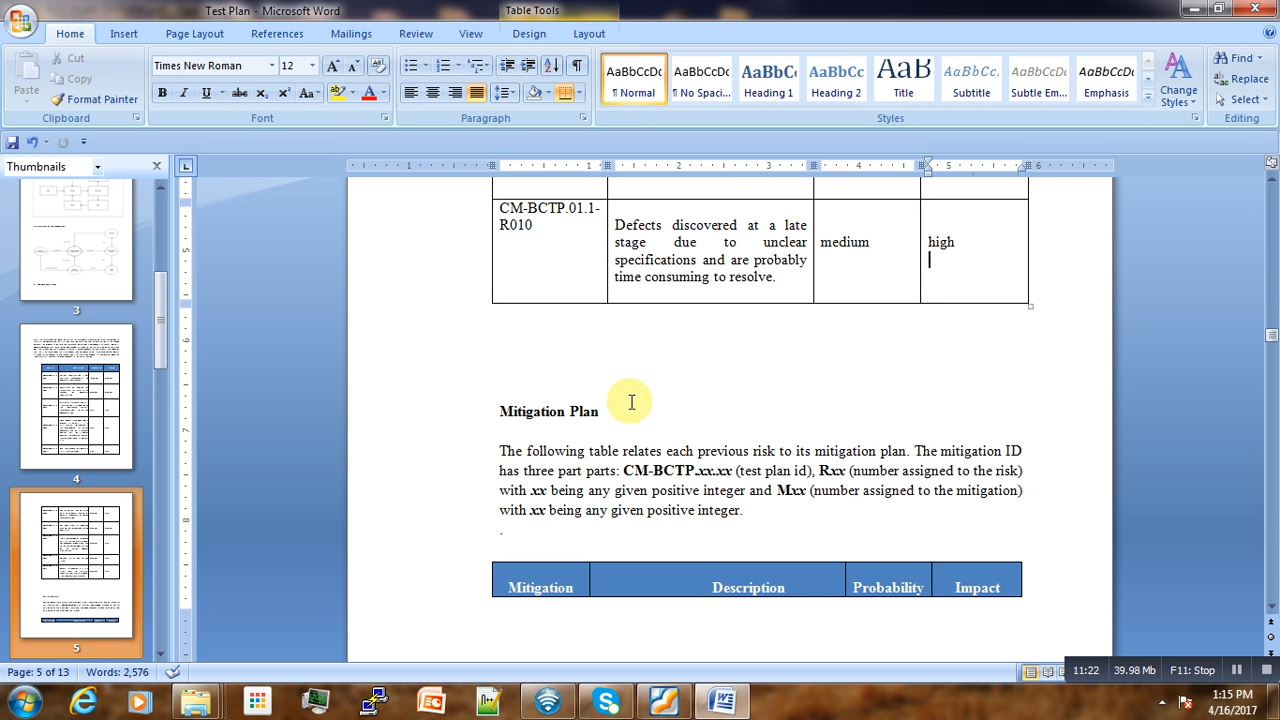 Test Plan - Microsoft Word
Table Tools
Home Insert Page Layout References Mailings Review View Design Layout
Cut
Copy
Paste
Format Painter
Clipboard
Times New Roman 12
Font
Paragraph
AaBbCcDc AaBbCcDc AaBbCc AaBbCc AaB AaBbCc. AaBbCcDc AaBbCcDc
¶ Normal ¶ No Spaci... Heading 1 Heading 2 Title Subtitle Subtle Em... Emphasis
Change Styles
Styles
Find
Replace
Select
Editing
Thumbnails
3
4
5
CM-BCTP.01.1-
R010
Defects discovered at a late
stage due to unclear
specifications and are probably
time consuming to resolve.
medium
high
Mitigation Plan
The following table relates each previous risk to its mitigation plan. The mitigation ID
has three part parts: CM-BCTP.xx.xx (test plan id), Rxx (number assigned to the risk)
with xx being any given positive integer and Mxx (number assigned to the mitigation)
with xx being any given positive integer.
.
Mitigation Description Probability Impact
Page: 5 of 13 Words: 2,576
11:22 39.98 Mb F11: Stop
1:15 PM
4/16/2017